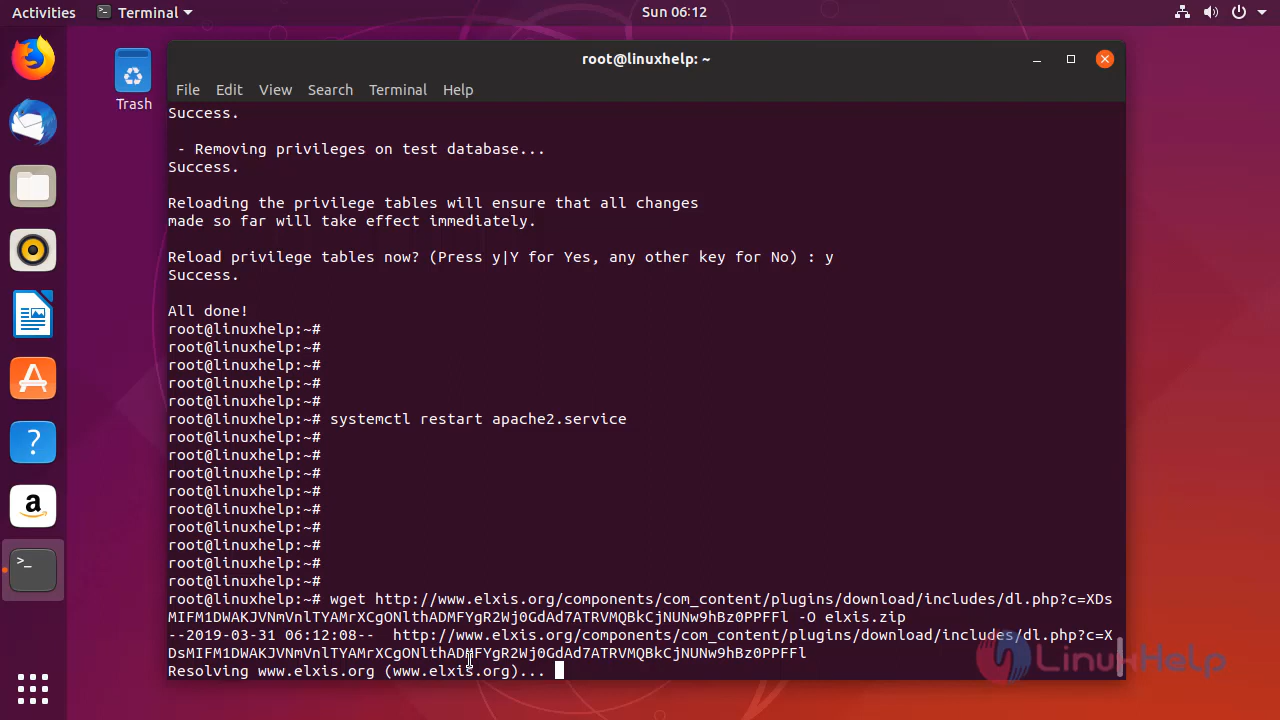 Activities Terminal Sun 06:12
Trash
root@linuxhelp: ~
File Edit View Search Terminal Help
Success.
- Removing privileges on test database...
Success.
Reloading the privilege tables will ensure that all changes
made so far will take effect immediately.
Reload privilege tables now? (Press y|Y for Yes, any other key for No) : y
Success.
All done!
root@linuxhelp:~#
root@linuxhelp:~#
root@linuxhelp:~#
root@linuxhelp:~#
root@linuxhelp:~#
root@linuxhelp:~# systemctl restart apache2.service
root@linuxhelp:~#
root@linuxhelp:~#
root@linuxhelp:~#
root@linuxhelp:~#
root@linuxhelp:~#
root@linuxhelp:~#
root@linuxhelp:~#
root@linuxhelp:~#
root@linuxhelp:~#
root@linuxhelp:~# wget http://www.elxis.org/components/com_content/plugins/download/includes/dl.php?c=XDs
MIFM1DWAKJVNmVnlTYAMrXCgONlthADMFYgR2Wj0GdAd7ATRVMQBkCjNUNw9hBz0PPFFl -O elxis.zip
--2019-03-31 06:12:08-- http://www.elxis.org/components/com_content/plugins/download/includes/dl.php?c=X
DsMIFM1DWAKJVNmVnlTYAMrXCgONlthADMFYgR2Wj0GdAd7ATRVMQBkCjNUNw9hBz0PPFFl
Resolving www.elxis.org (www.elxis.org)...
LinuxHelp